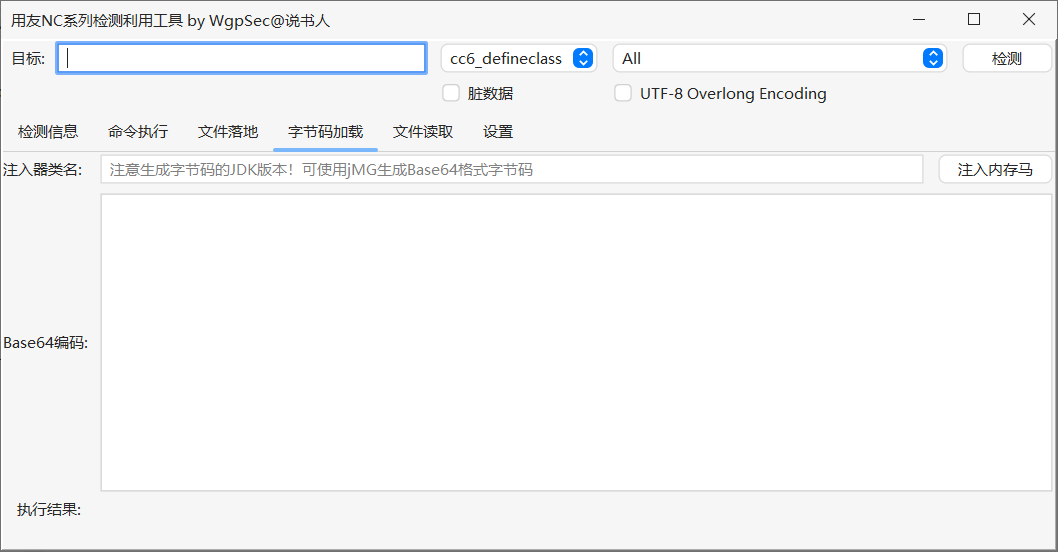 用友NC系列检测利用工具 by WgpSec@说书人
目标:
cc6_defineclass
All
检测
脏数据
UTF-8 Overlong Encoding
检测信息
命令执行
文件落地
字节码加载
文件读取
设置
注入器类名:
注意生成字节码的JDK版本！可使用jMG生成Base64格式字节码
注入内存马
Base64编码:
执行结果: